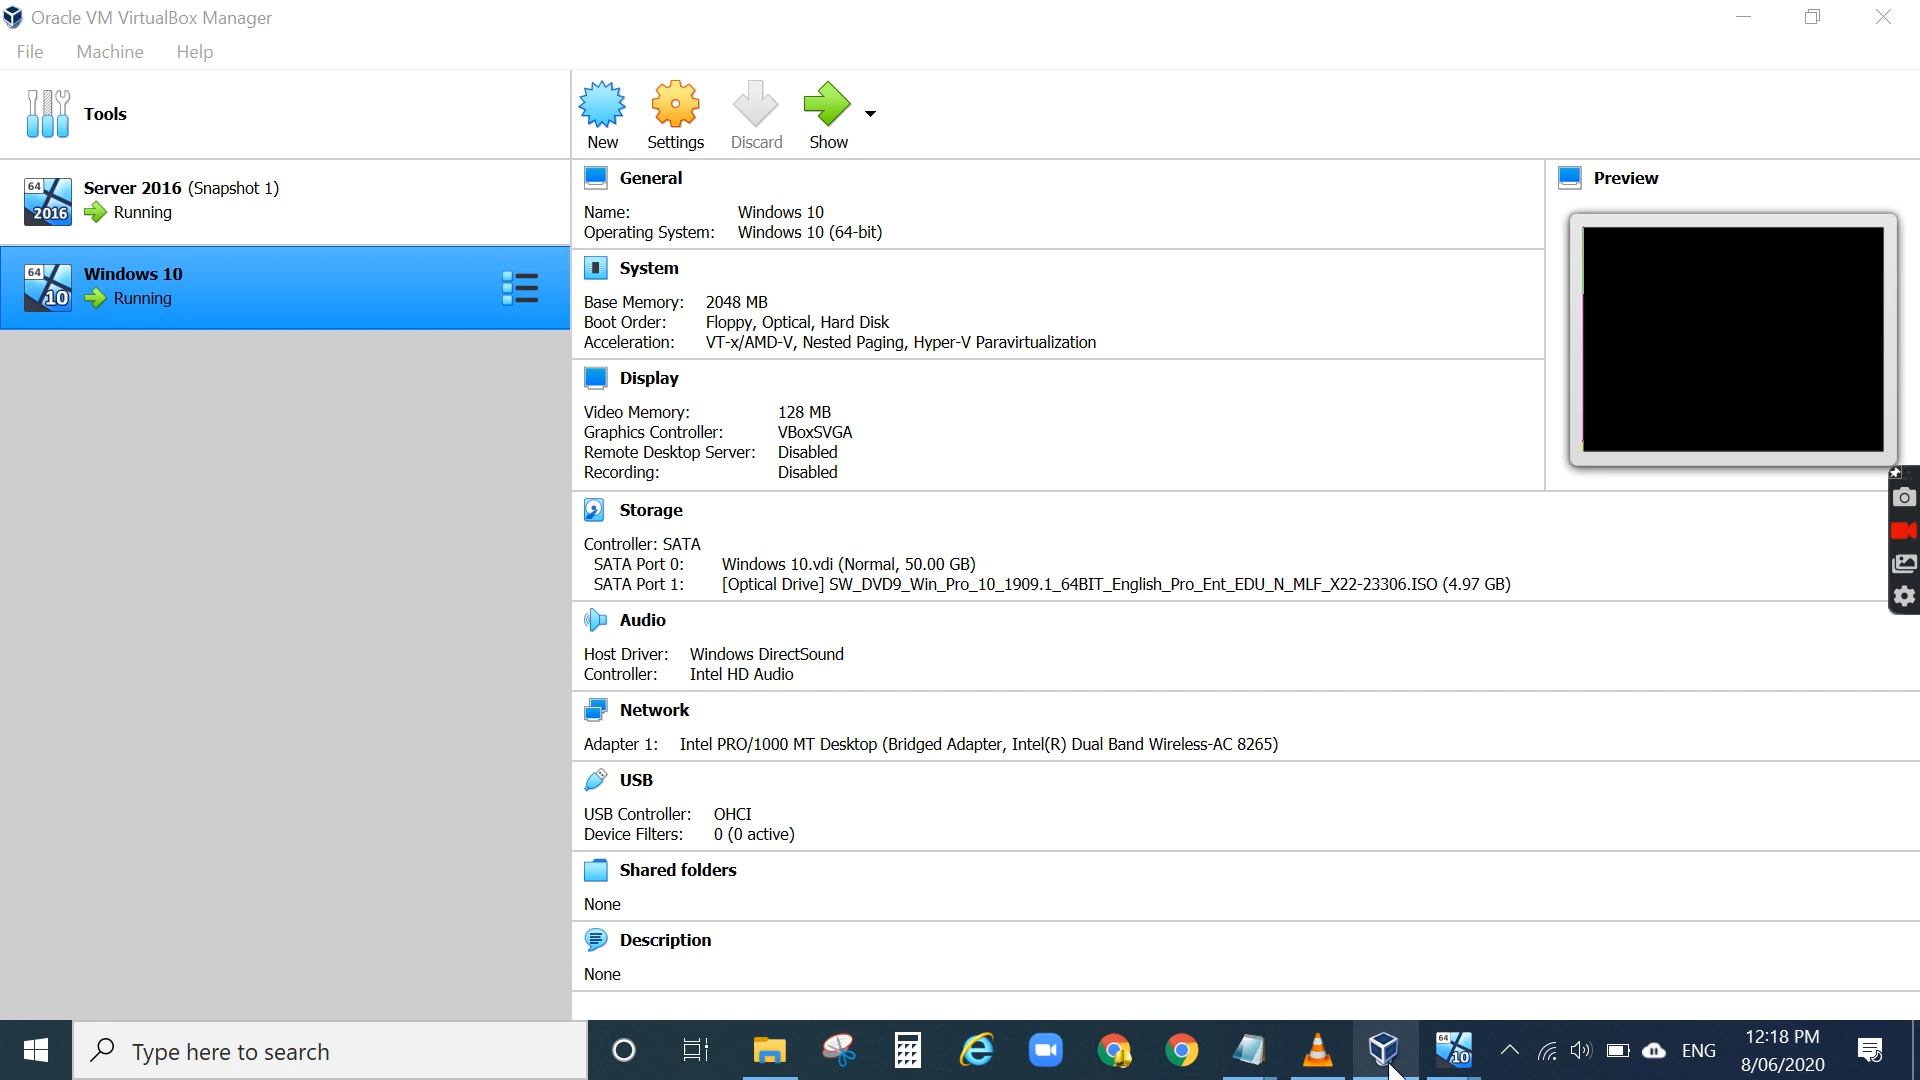 Oracle VM VirtualBox Manager
File Machine Help
Tools
New Settings Discard Show
64 2016 Server 2016 (Snapshot 1)
Running
64 10 Windows 10
Running
General
Name: Windows 10
Operating System: Windows 10 (64-bit)
Preview
System
Base Memory: 2048 MB
Boot Order: Floppy, Optical, Hard Disk
Acceleration: VT-x/AMD-V, Nested Paging, Hyper-V Paravirtualization
Display
Video Memory: 128 MB
Graphics Controller: VBoxSVGA
Remote Desktop Server: Disabled
Recording: Disabled
Storage
Controller: SATA
SATA Port 0: Windows 10.vdi (Normal, 50.00 GB)
SATA Port 1: [Optical Drive] SW_DVD9_Win_Pro_10_1909.1_64BIT_English_Pro_Ent_EDU_N_MLF_X22-23306.ISO (4.97 GB)
Audio
Host Driver: Windows DirectSound
Controller: Intel HD Audio
Network
Adapter 1: Intel PRO/1000 MT Desktop (Bridged Adapter, Intel(R) Dual Band Wireless-AC 8265)
USB
USB Controller: OHCI
Device Filters: 0 (0 active)
Shared folders
None
Description
None
Type here to search
64 10
ENG
12:18 PM
8/06/2020